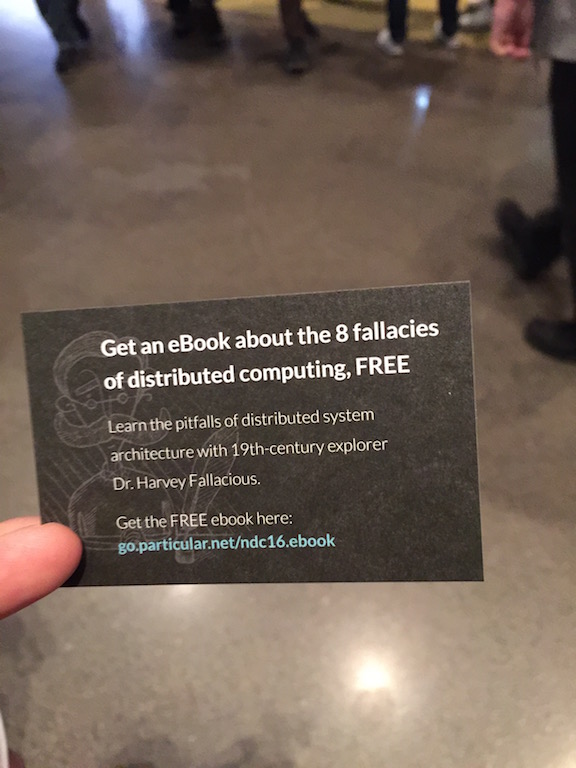 Get an eBook about the 8 fallacies
of distributed computing, FREE
Learn the pitfalls of distributed system
architecture with 19th-century explorer
Dr. Harvey Fallacious.
Get the FREE ebook here:
go.particular.net/ndc16.ebook